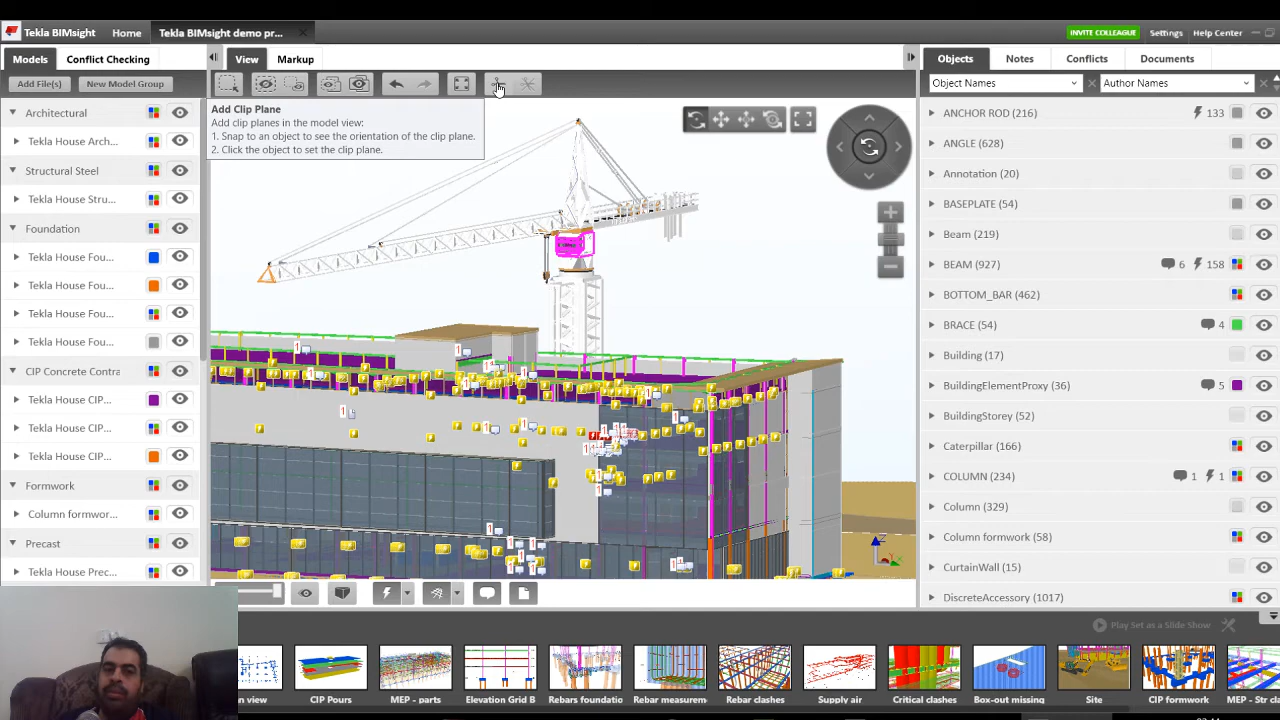 Tekla BIMsight
Home
Tekla BIMsight demo pr...
INVITE COLLEAGUE
Settings
Help Center
Models
Conflict Checking
View
Markup
Objects
Notes
Conflicts
Documents
Add File(s)
New Model Group
Object Names
Author Names
Architectural
Tekla House Arch...
Structural Steel
Tekla House Stru...
Foundation
Tekla House Fou...
Tekla House Fou...
Tekla House Fou...
Tekla House Fou...
CIP Concrete Contra
Tekla House CIP...
Tekla House CIP...
Tekla House CIP...
Formwork
Column formwor...
Precast
Tekla House Prec...
Add Clip Plane
Add clip planes in the model view:
1. Snap to an object to see the orientation of the clip plane.
2. Click the object to set the clip plane.
ANCHOR ROD (216) 133
ANGLE (628)
Annotation (20)
BASEPLATE (54)
Beam (219)
BEAM (927) 6 158
BOTTOM_BAR (462)
BRACE (54) 4
Building (17)
BuildingElementProxy (36) 5
BuildingStorey (52)
Caterpillar (166)
COLUMN (234) 1 1
Column (329)
Column formwork (58)
CurtainWall (15)
DiscreteAccessory (1017)
Play Set as a Slide Show
CIP Pours
MEP - parts
Elevation Grid B
Rebars foundatio
Rebar measurem
Rebar clashes
Supply air
Critical clashes
Box-out missing
Site
CIP formwork